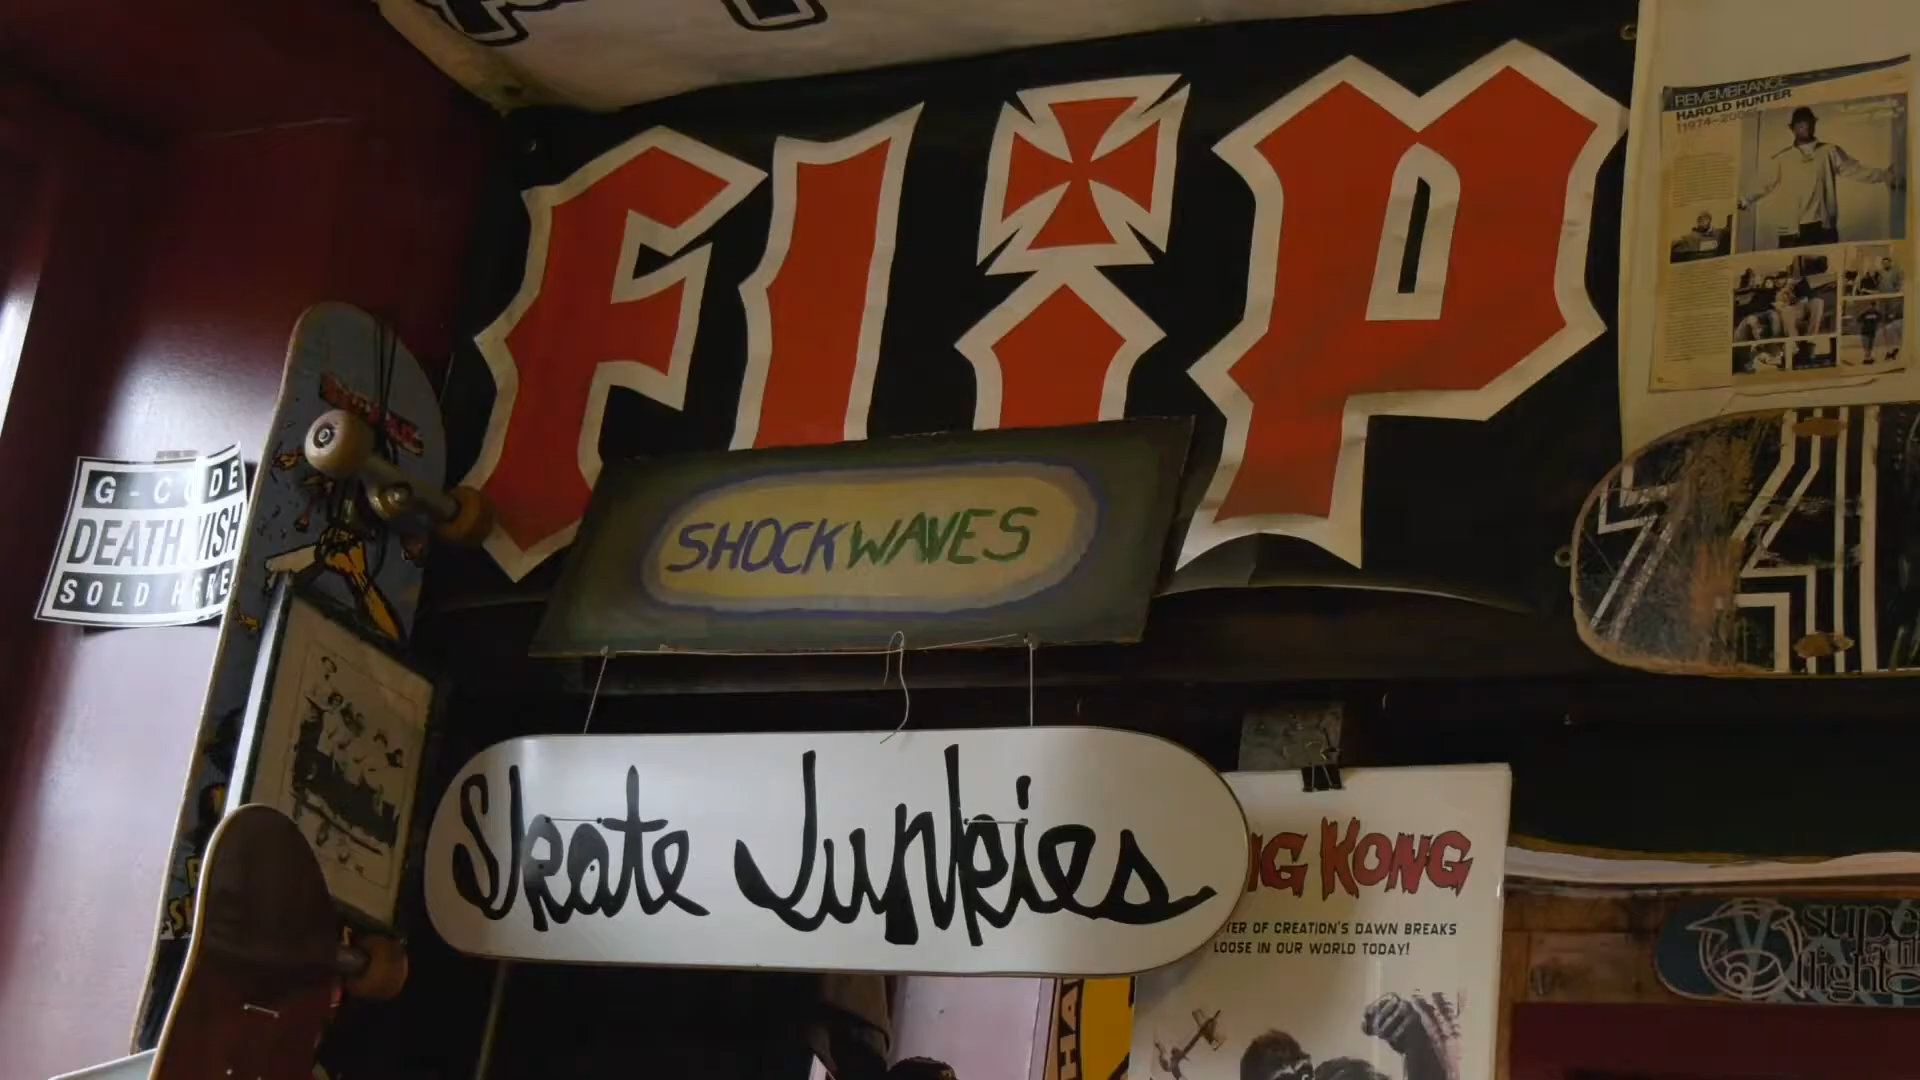 FLiP
REMEMBRANCE
HAROLD HUNTER
G-CODE
DEATH WISH
SOLD HERE
SHOCKWAVES
Skate Junkies
KONG
OF CREATION'S DAWN BREAKS
LOOSE IN OUR WORLD TODAY!
flight